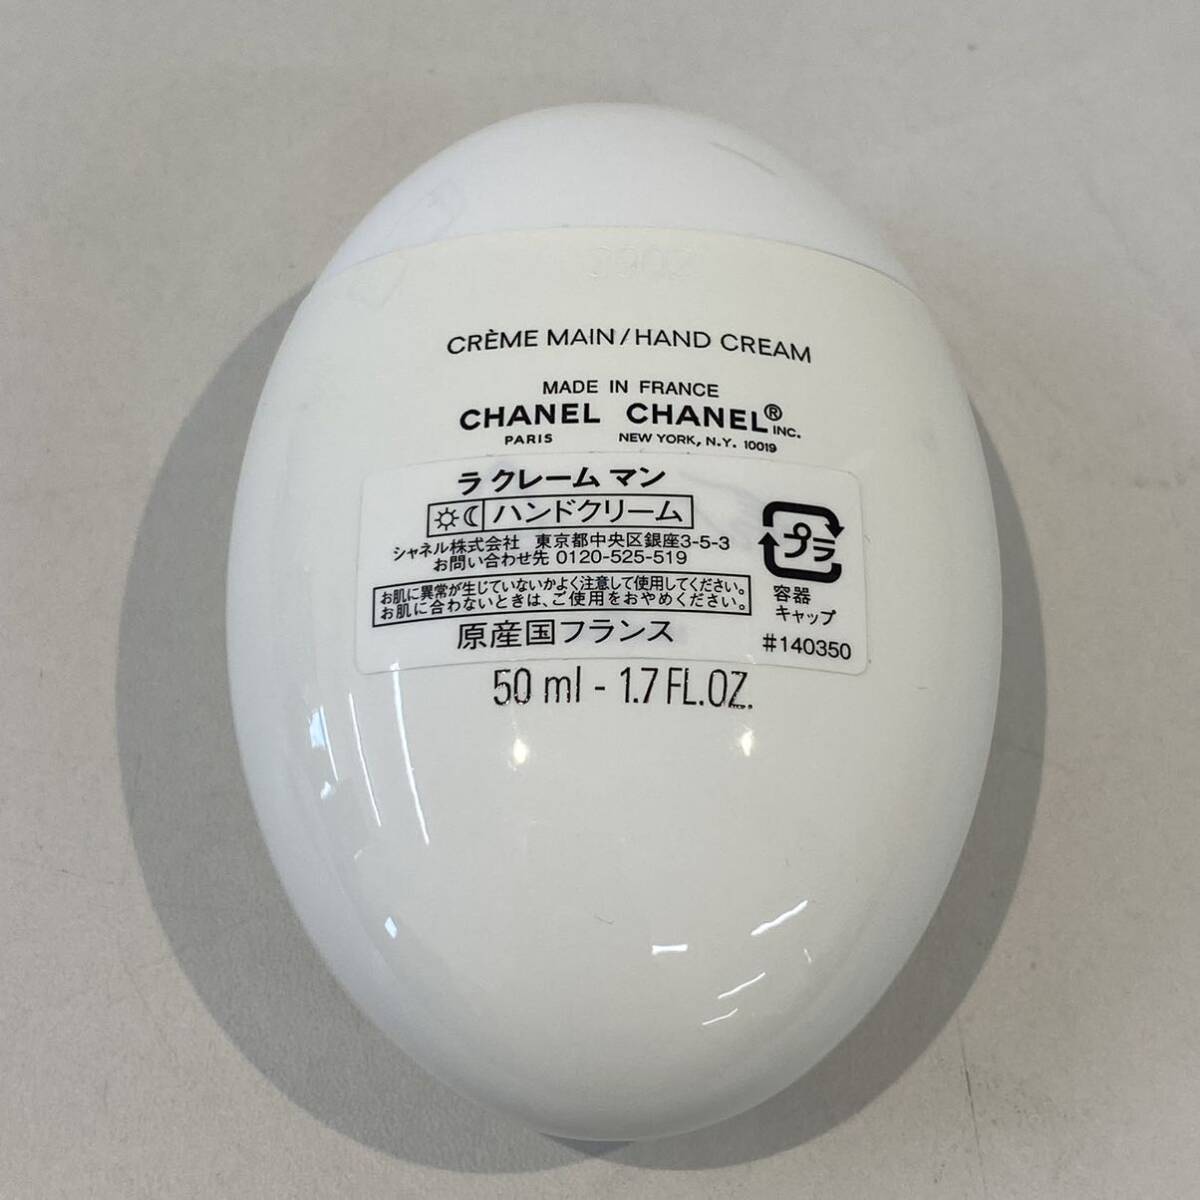 CRÈME MAIN/HAND CREAM
MADE IN FRANCE
CHANEL CHANEL® INC.
PARIS NEW YORK, N.Y. 10019
ラ クレーム マン
ハンドクリーム
シャネル株式会社 東京都中央区銀座3-5-3
お問い合わせ先 0120-525-519
お肌に異常が生じていないかよく注意して使用してください。
お肌に合わないときは、ご使用をおやめください。
原産国フランス
プラ
容器
キャップ
#140350
50 ml - 1.7 FL.OZ.